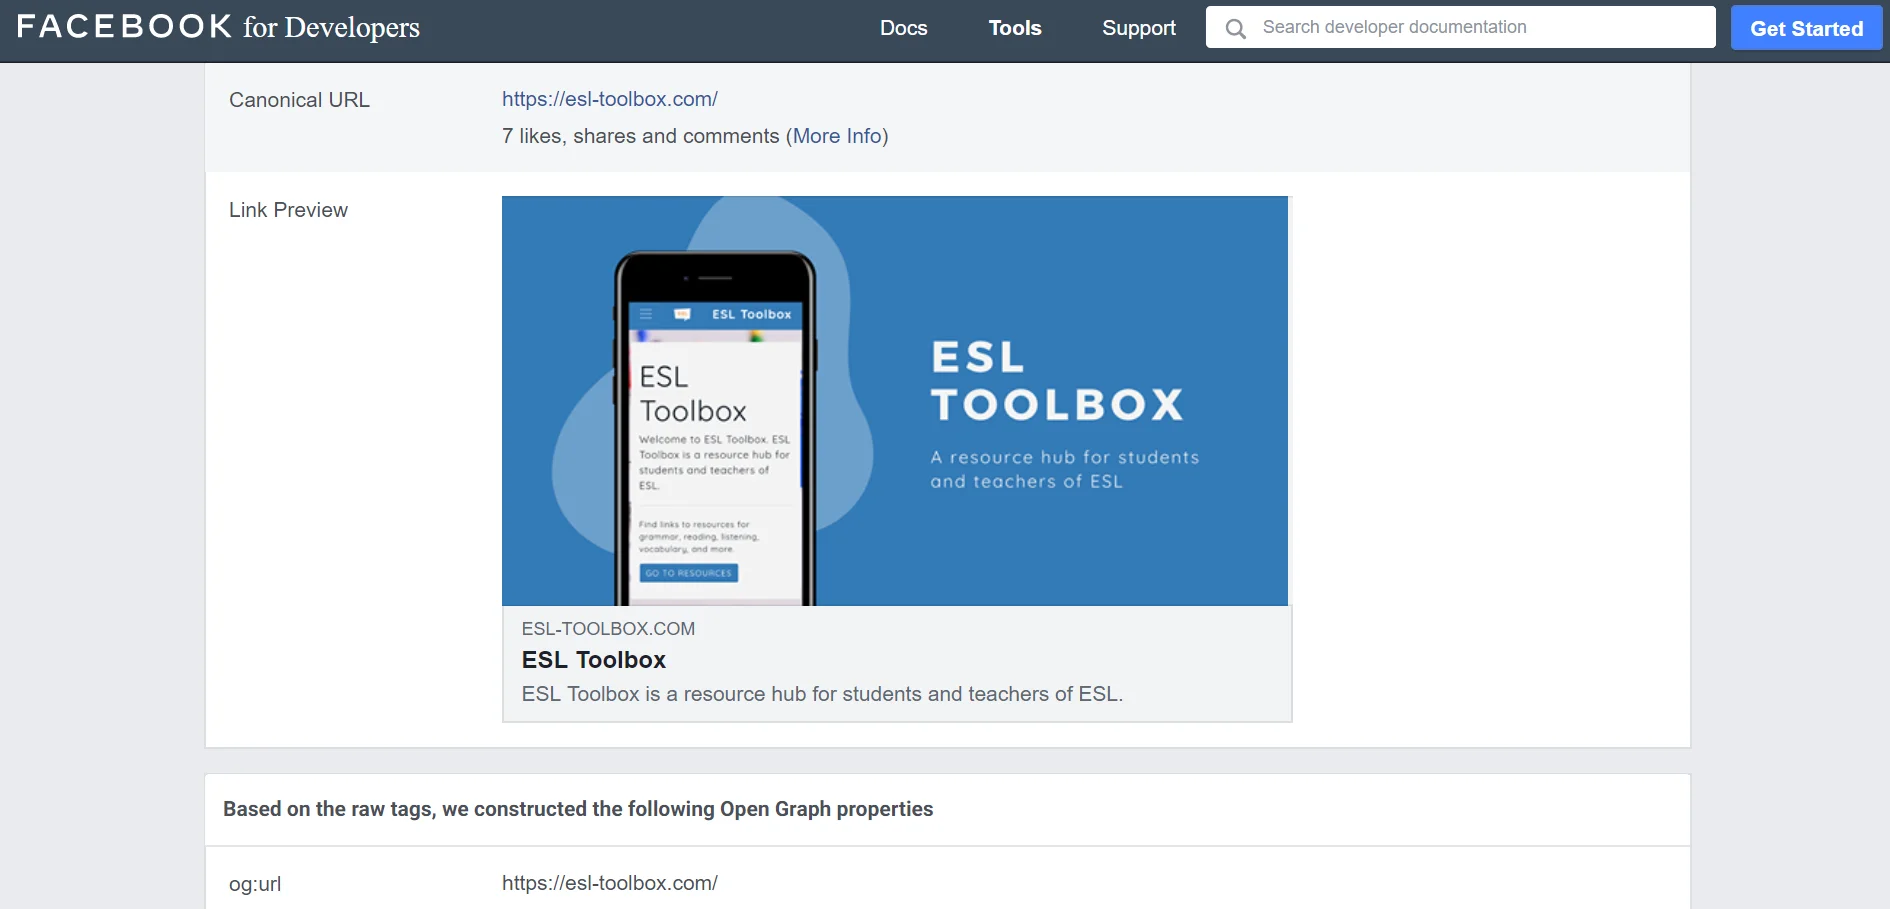 FACEBOOK for Developers
Docs
Tools
Support
Search developer documentation
Get Started
Canonical URL
https://esl-toolbox.com/
7 likes, shares and comments (More Info)
Link Preview
ESL Toolbox
ESL
Toolbox
Welcome to ESL Toolbox. ESL
Toolbox is a resource hub for
students and teachers of
ESL.
Find links to resources for
grammar, reading, listening,
vocabulary, and more.
GO TO RESOURCES
ESL
TOOLBOX
A resource hub for students
and teachers of ESL
ESL-TOOLBOX.COM
ESL Toolbox
ESL Toolbox is a resource hub for students and teachers of ESL.
Based on the raw tags, we constructed the following Open Graph properties
og:url
https://esl-toolbox.com/